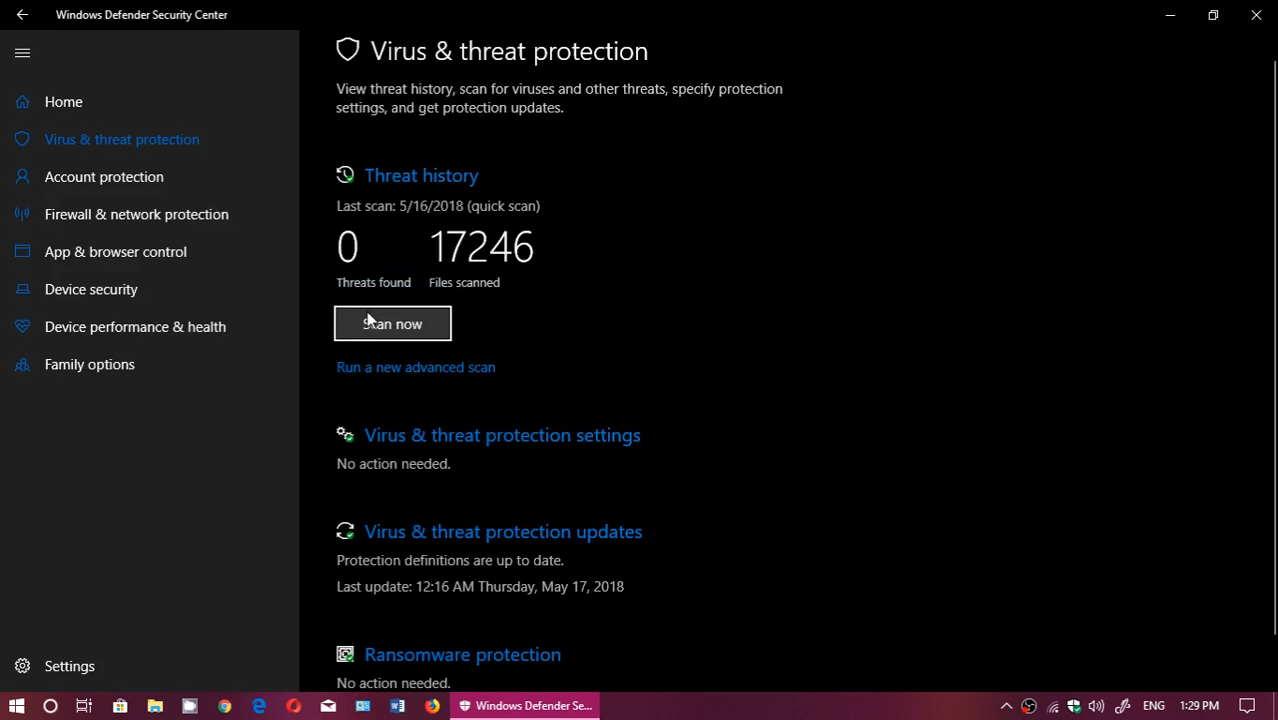 Windows Defender Security Center
Home
Virus & threat protection
Account protection
Firewall & network protection
App & browser control
Device security
Device performance & health
Family options
Settings
Virus & threat protection
View threat history, scan for viruses and other threats, specify protection
settings, and get protection updates.
Threat history
Last scan: 5/16/2018 (quick scan)
0 17246
Threats found Files scanned
Scan now
Run a new advanced scan
Virus & threat protection settings
No action needed.
Virus & threat protection updates
Protection definitions are up to date.
Last update: 12:16 AM Thursday, May 17, 2018
Ransomware protection
No action needed.
Windows Defender Se...
ENG 1:29 PM